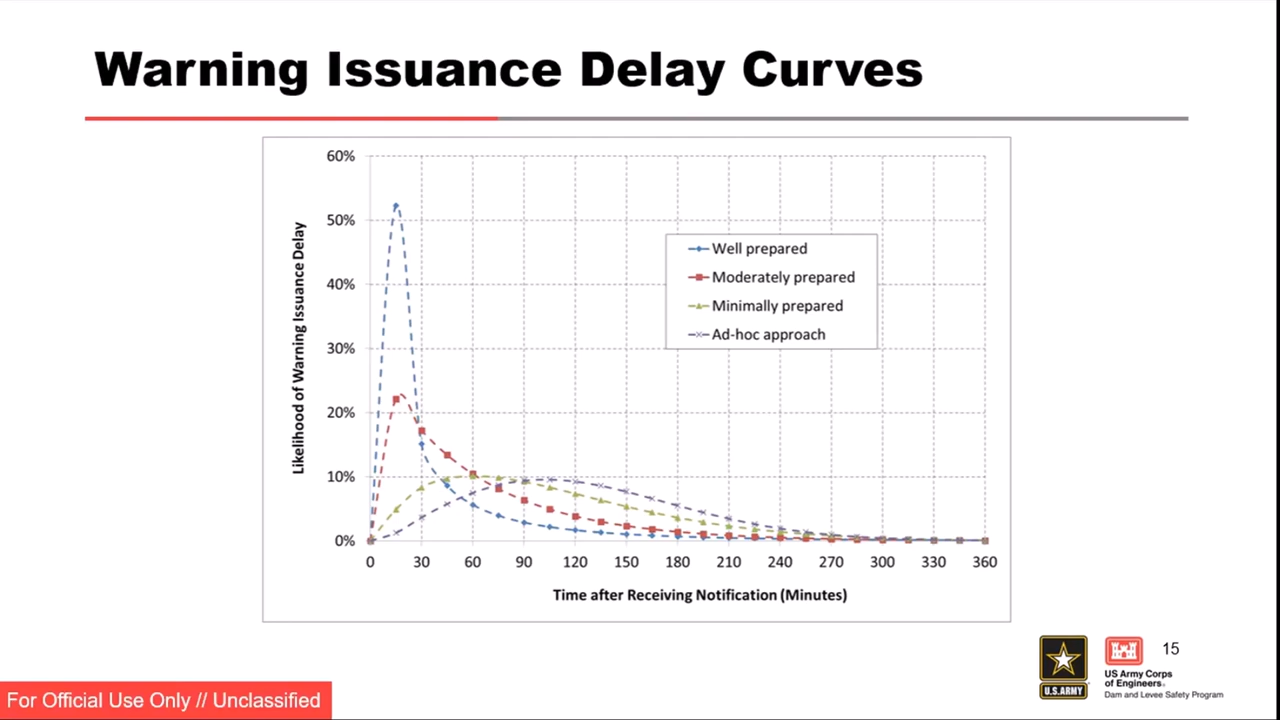 Warning Issuance Delay Curves
60%
50%
40%
30%
20%
10%
0%
Likelihood of Warning Issuance Delay
Well prepared
Moderately prepared
Minimally prepared
Ad-hoc approach
0 30 60 90 120 150 180 210 240 270 300 330 360
Time after Receiving Notification (Minutes)
U.S.ARMY
US Army Corps
of Engineers®
Dam and Levee Safety Program
15
For Official Use Only // Unclassified